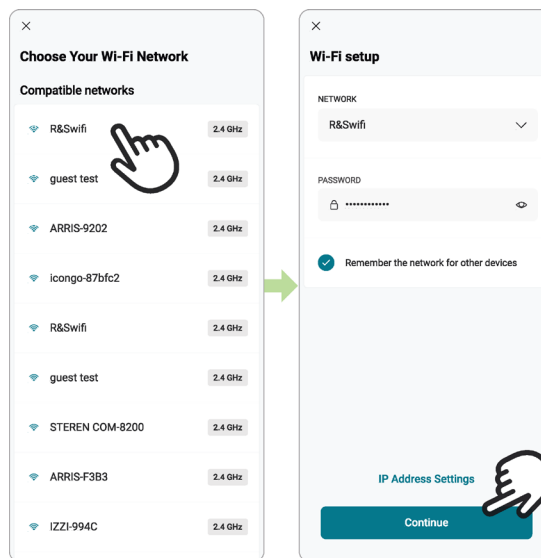 Choose Your Wi-Fi Network
Compatible networks
R&Swifi 2.4 GHz
guest test 2.4 GHz
ARRIS-9202 2.4 GHz
icongo-87bfc2 2.4 GHz
R&Swifi 2.4 GHz
guest test 2.4 GHz
STEREN COM-8200 2.4 GHz
ARRIS-F3B3 2.4 GHz
IZZI-994C 2.4 GHz
Wi-Fi setup
NETWORK
R&Swifi
PASSWORD
••••••••••••
Remember the network for other devices
IP Address Settings
Continue